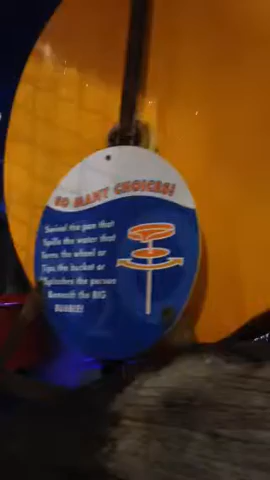 SO MANY CHOICES!
Swivel the pan that
Spills the water that
Turns the wheel or
Tips the bucket or
Splashes the person
Beneath the BIG
BUBBLE!